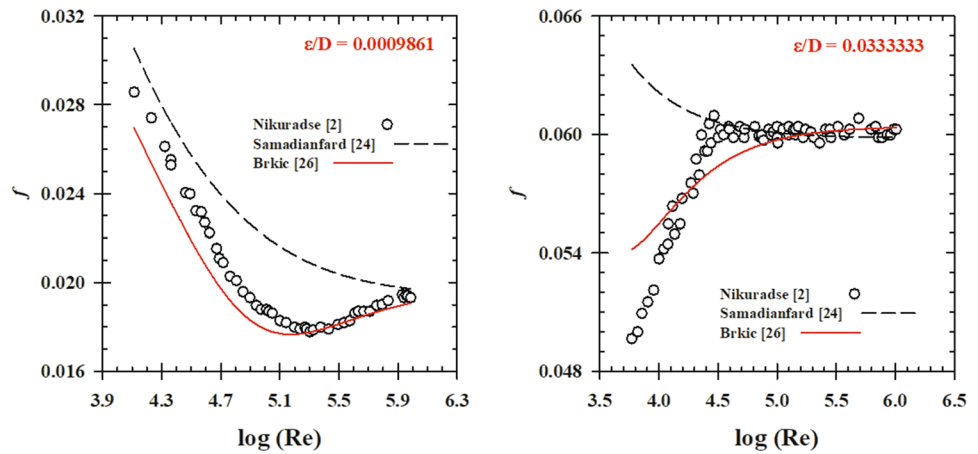 0.032
0.028
0.024
0.020
0.016
f
ε/D = 0.0009861
Nikuradse [2]
Samadianfard [24]
Brkic [26]
3.9 4.3 4.7 5.1 5.5 5.9 6.3
log (Re)
0.066
0.060
0.054
0.048
f
ε/D = 0.0333333
Nikuradse [2]
Samadianfard [24]
Brkic [26]
3.5 4.0 4.5 5.0 5.5 6.0 6.5
log (Re)